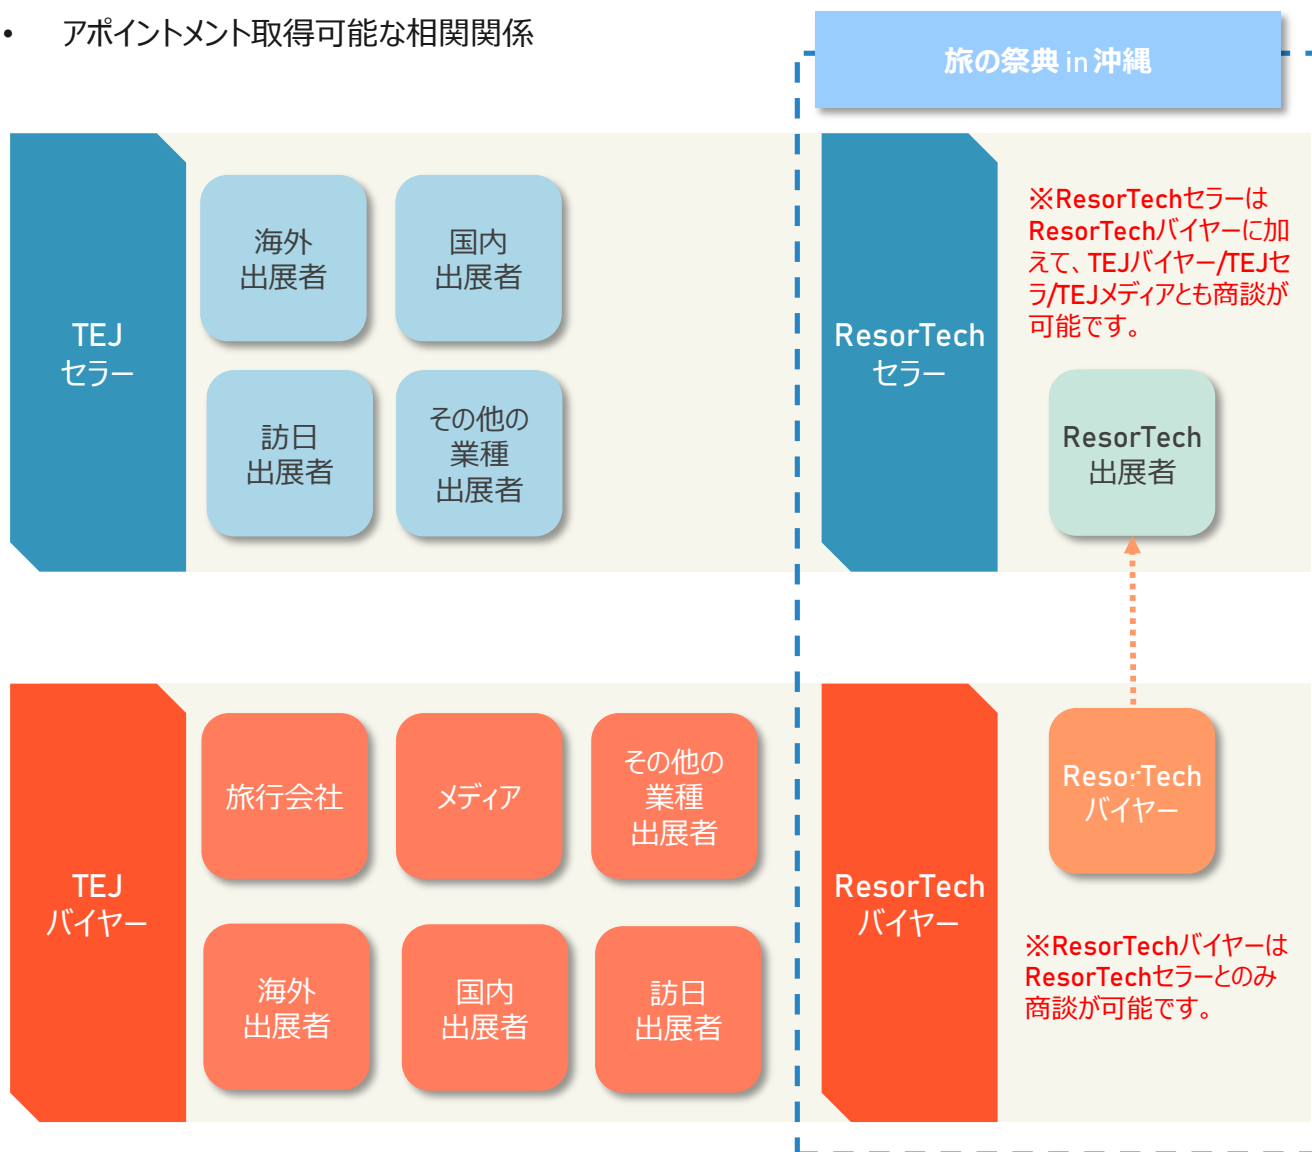 • アポイントメント取得可能な相関関係
旅の祭典 in 沖縄
TEJ
セラー
海外
出展者
国内
出展者
訪日
出展者
その他の
業種
出展者
ResorTech
セラー
※ResorTechセラーは
ResorTechバイヤーに加
えて、TEJバイヤー/TEJセ
ラ/TEJメディアとも商談が
可能です。
ResorTech
出展者
TEJ
バイヤー
旅行会社
メディア
その他の
業種
出展者
海外
出展者
国内
出展者
訪日
出展者
ResorTech
バイヤー
ResorTech
バイヤー
※ResorTechバイヤーは
ResorTechセラーとのみ
商談が可能です。